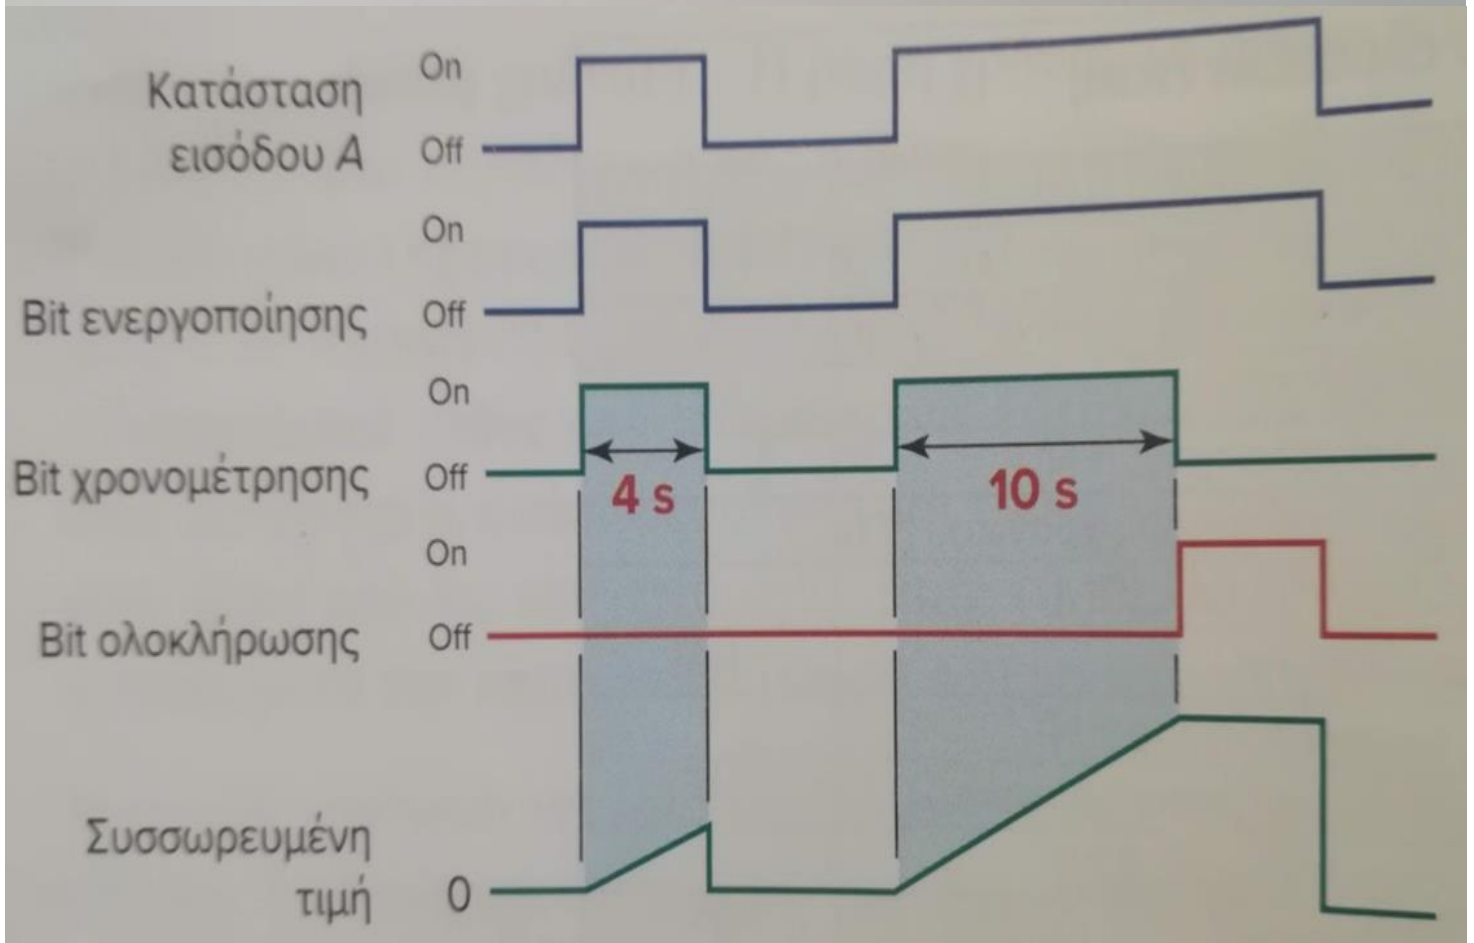 Κατάσταση
εισόδου A
On
Off
Bit ενεργοποίησης
On
Off
Bit χρονομέτρησης
On
Off
4 s
10 s
Bit ολοκλήρωσης
On
Off
Συσσωρευμένη
τιμή
0